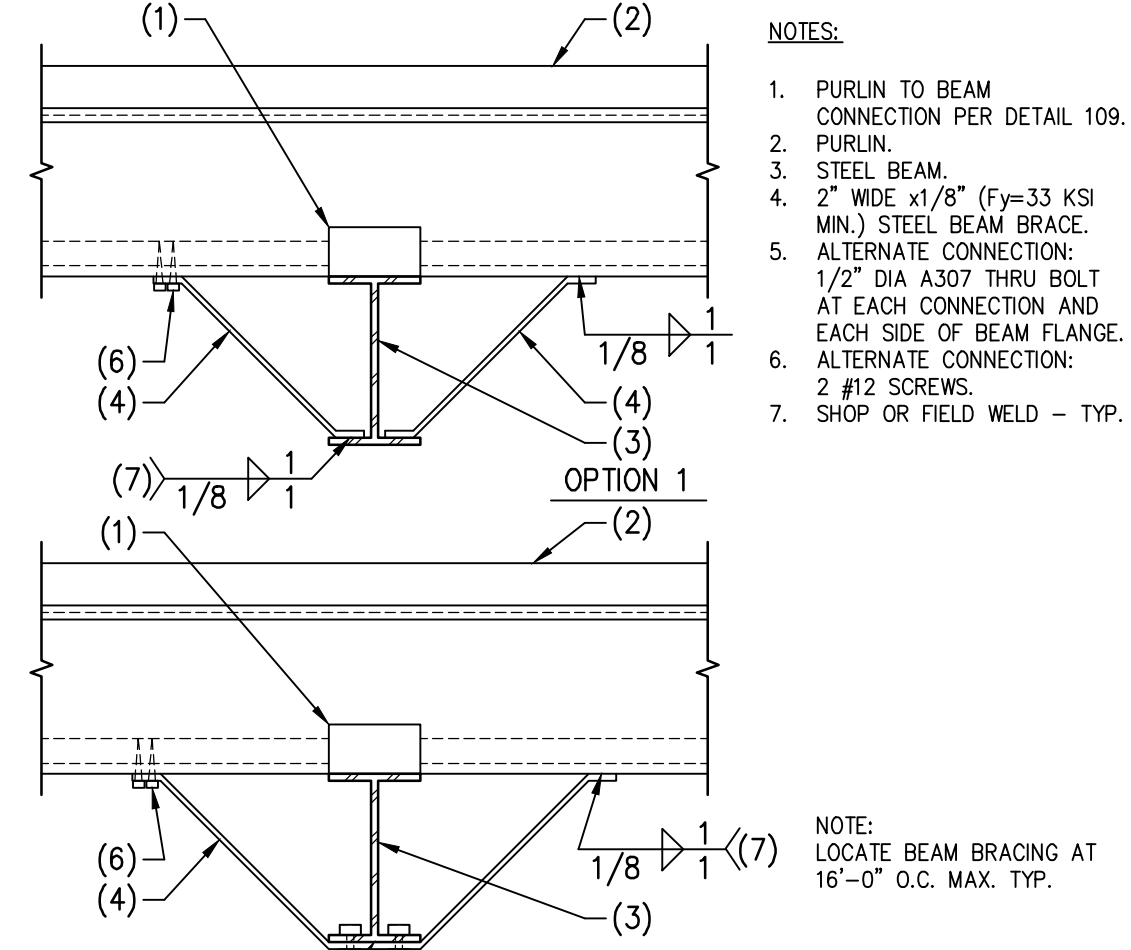 (1)
(2)
NOTES:
1. PURLIN TO BEAM
CONNECTION PER DETAIL 109.
2. PURLIN.
3. STEEL BEAM.
4. 2” WIDE x1/8” (Fy=33 KSI
MIN.) STEEL BEAM BRACE.
5. ALTERNATE CONNECTION:
1/2” DIA A307 THRU BOLT
AT EACH CONNECTION AND
EACH SIDE OF BEAM FLANGE.
6. ALTERNATE CONNECTION:
2 #12 SCREWS.
7. SHOP OR FIELD WELD – TYP.
(6)
(4)
1/8
1
1
(4)
(3)
(7)
1/8
1
1
OPTION 1
(1)
(2)
(6)
(4)
1/8
1
1
(7)
(3)
NOTE:
LOCATE BEAM BRACING AT
16’–0” O.C. MAX. TYP.